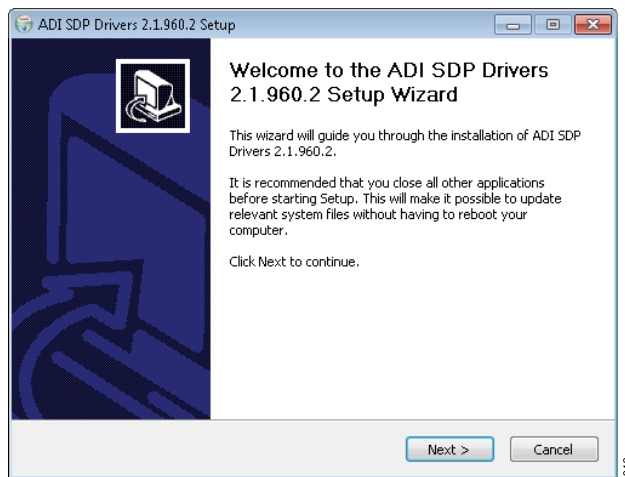 ADI SDP Drivers 2.1.960.2 Setup
Welcome to the ADI SDP Drivers
2.1.960.2 Setup Wizard
This wizard will guide you through the installation of ADI SDP
Drivers 2.1.960.2.
It is recommended that you close all other applications
before starting Setup. This will make it possible to update
relevant system files without having to reboot your
computer.
Click Next to continue.
Next >
Cancel